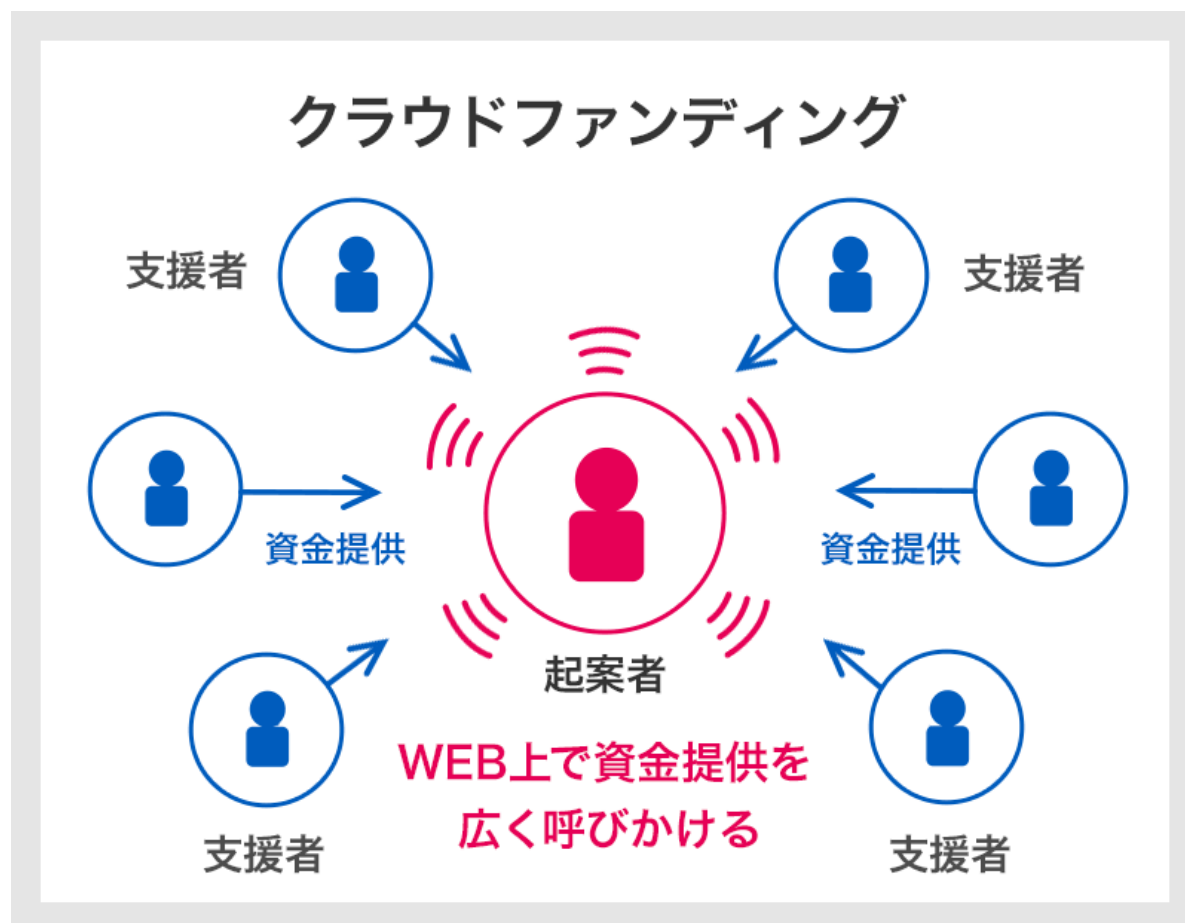 クラウドファンディング
支援者
支援者
資金提供
資金提供
起案者
WEB上で資金提供を
広く呼びかける
支援者
支援者